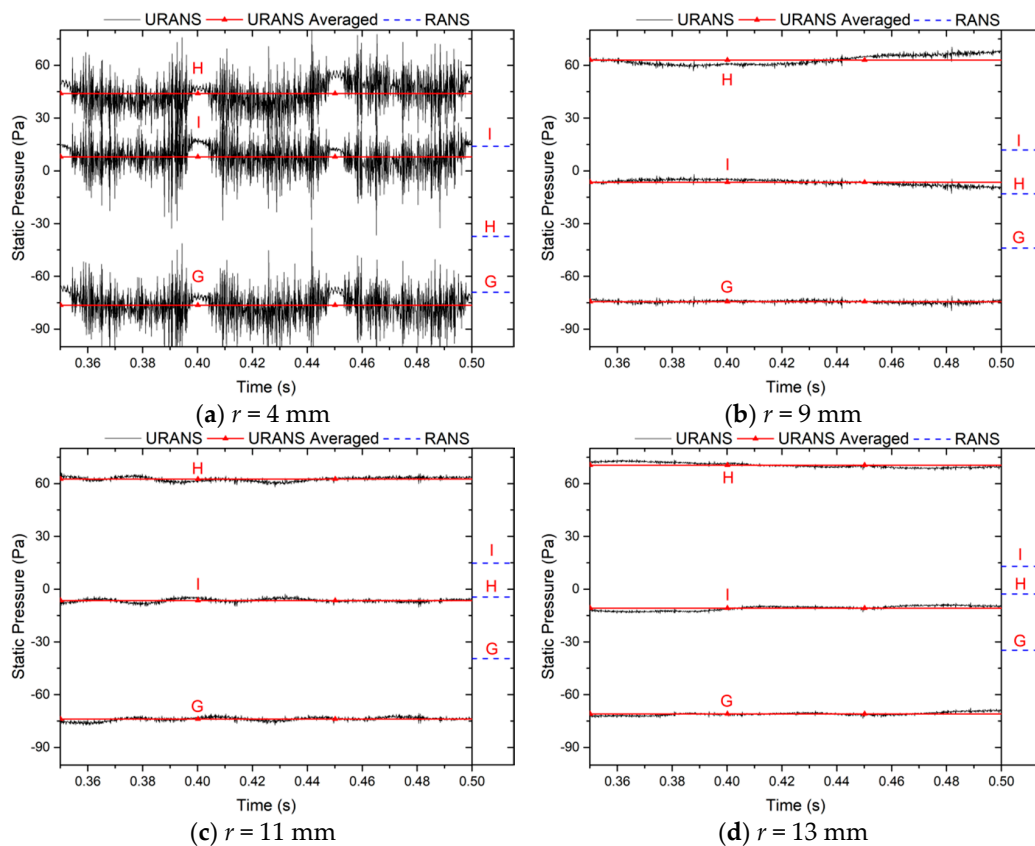 URANS URANS Averaged RANS
Static Pressure (Pa)
60
30
0
-30
-60
-90
H
I
G
I
H
G
0.36 0.38 0.40 0.42 0.44 0.46 0.48 0.50
Time (s)
(a) r = 4 mm
URANS URANS Averaged RANS
Static Pressure (Pa)
60
30
0
-30
-60
-90
H
I
G
I
H
G
0.36 0.38 0.40 0.42 0.44 0.46 0.48 0.50
Time (s)
(b) r = 9 mm
URANS URANS Averaged RANS
Static Pressure (Pa)
60
30
0
-30
-60
-90
H
I
G
I
H
G
0.36 0.38 0.40 0.42 0.44 0.46 0.48 0.50
Time (s)
(c) r = 11 mm
URANS URANS Averaged RANS
Static Pressure (Pa)
60
30
0
-30
-60
-90
H
I
G
I
H
G
0.36 0.38 0.40 0.42 0.44 0.46 0.48 0.50
Time (s)
(d) r = 13 mm